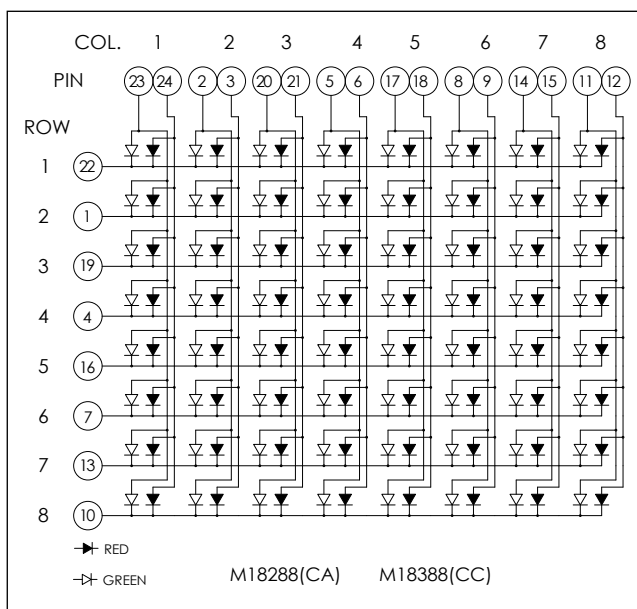 COL. 1 2 3 4 5 6 7 8
PIN 23 24 2 3 20 21 5 6 17 18 8 9 14 15 11 12
ROW
1 22
2 1
3 19
4 4
5 16
6 7
7 13
8 10
RED
GREEN M18288(CA) M18388(CC)